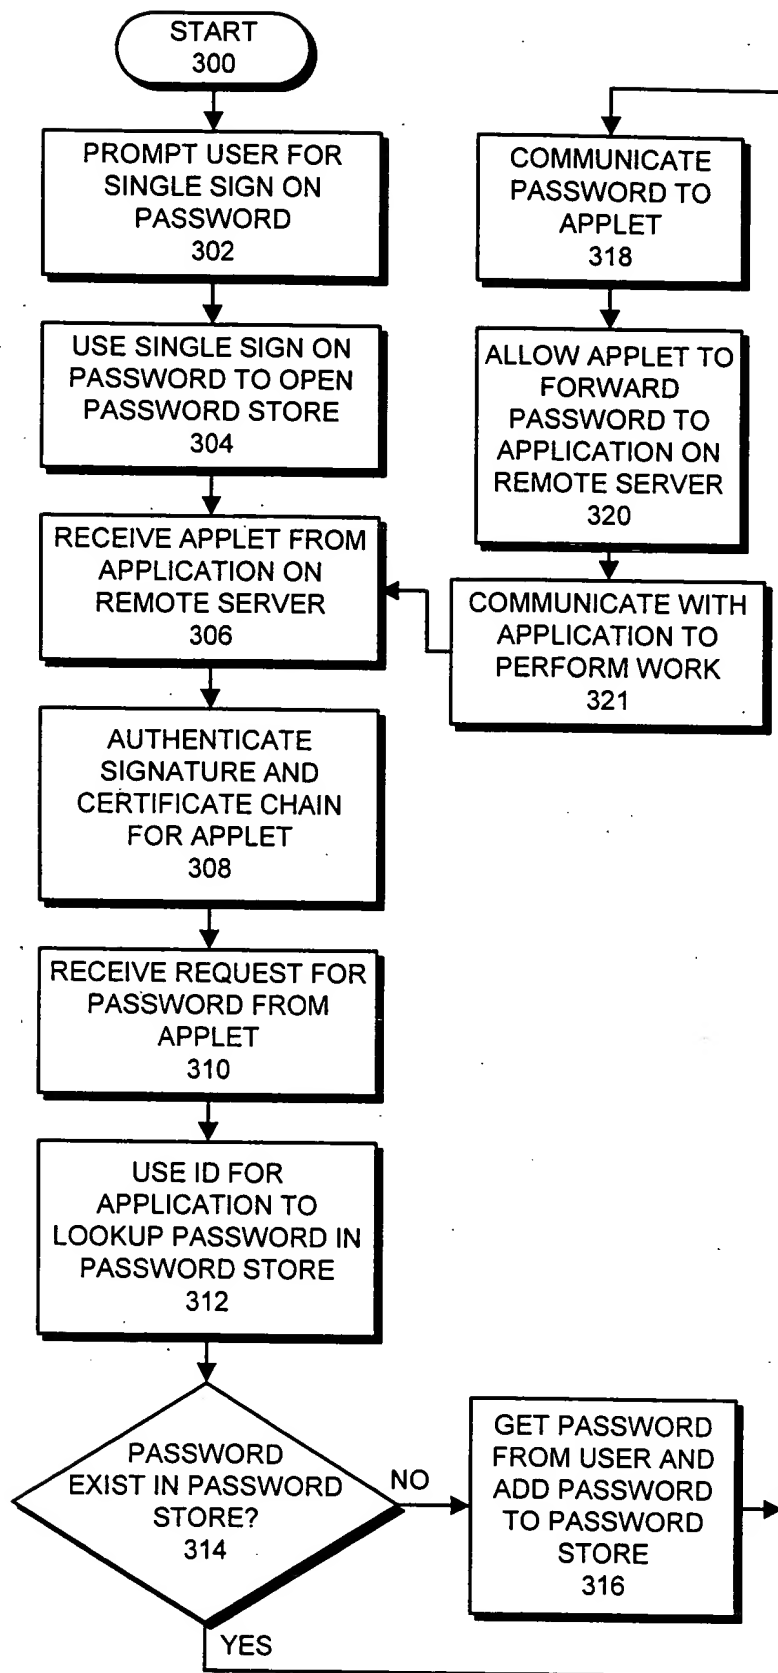 START
300
PROMPT USER FOR
SINGLE SIGN ON
PASSWORD
302
USE SINGLE SIGN ON
PASSWORD TO OPEN
PASSWORD STORE
304
RECEIVE APPLET FROM
APPLICATION ON
REMOTE SERVER
306
AUTHENTICATE
SIGNATURE AND
CERTIFICATE CHAIN
FOR APPLET
308
RECEIVE REQUEST FOR
PASSWORD FROM
APPLET
310
USE ID FOR
APPLICATION TO
LOOKUP PASSWORD IN
PASSWORD STORE
312
PASSWORD
EXIST IN PASSWORD
STORE?
314
NO
YES
GET PASSWORD
FROM USER AND
ADD PASSWORD
TO PASSWORD
STORE
316
COMMUNICATE
PASSWORD TO
APPLET
318
ALLOW APPLET TO
FORWARD
PASSWORD TO
APPLICATION ON
REMOTE SERVER
320
COMMUNICATE WITH
APPLICATION TO
PERFORM WORK
321